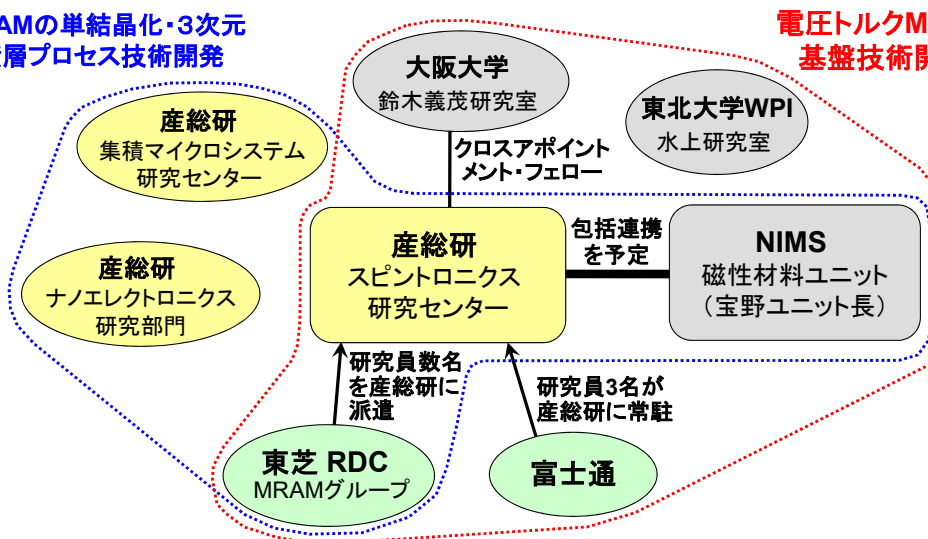 AMの単結晶化・3次元
層プロセス技術開発
電圧トルクM
基盤技術開
大阪大学
鈴木義茂研究室
東北大学WPI
水上研究室
産総研
集積マイクロシステム
研究センター
クロスアポイント
メント・フェロー
産総研
ナノエレクトロニクス
研究部門
産総研
スピントロニクス
研究センター
包括連携
を予定
NIMS
磁性材料ユニット
（宝野ユニット長）
研究員数名
を産総研に
派遣
研究員3名が
産総研に常駐
東芝 RDC
MRAMグループ
富士通